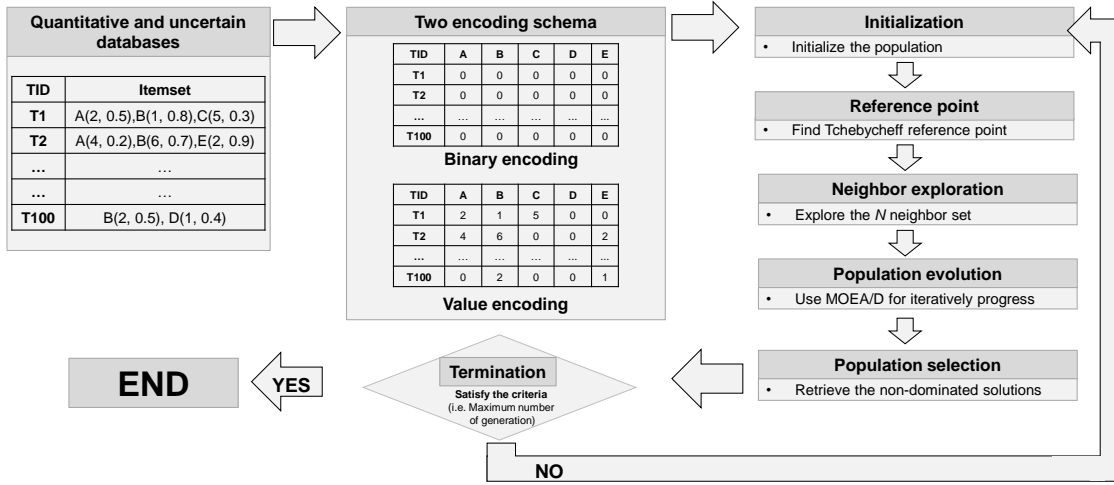 Quantitative and uncertain
databases
TID Itemset
T1 A(2, 0.5),B(1, 0.8),C(5, 0.3)
T2 A(4, 0.2),B(6, 0.7),E(2, 0.9)
... ...
... ...
T100 B(2, 0.5), D(1, 0.4)
Two encoding schema
TID A B C D E
T1 0 0 0 0 0
T2 0 0 0 0 0
... ... ... ... ... ...
T100 0 0 0 0 0
Binary encoding
TID A B C D E
T1 2 1 5 0 0
T2 4 6 0 0 2
... ... ... ... ... ...
T100 0 2 0 0 1
Value encoding
Initialization
• Initialize the population
Reference point
• Find Tchebycheff reference point
Neighbor exploration
• Explore the N neighbor set
Population evolution
• Use MOEA/D for iteratively progress
Population selection
• Retrieve the non-dominated solutions
Termination
Satisfy the criteria
(i.e. Maximum number
of generation)
YES
END
NO